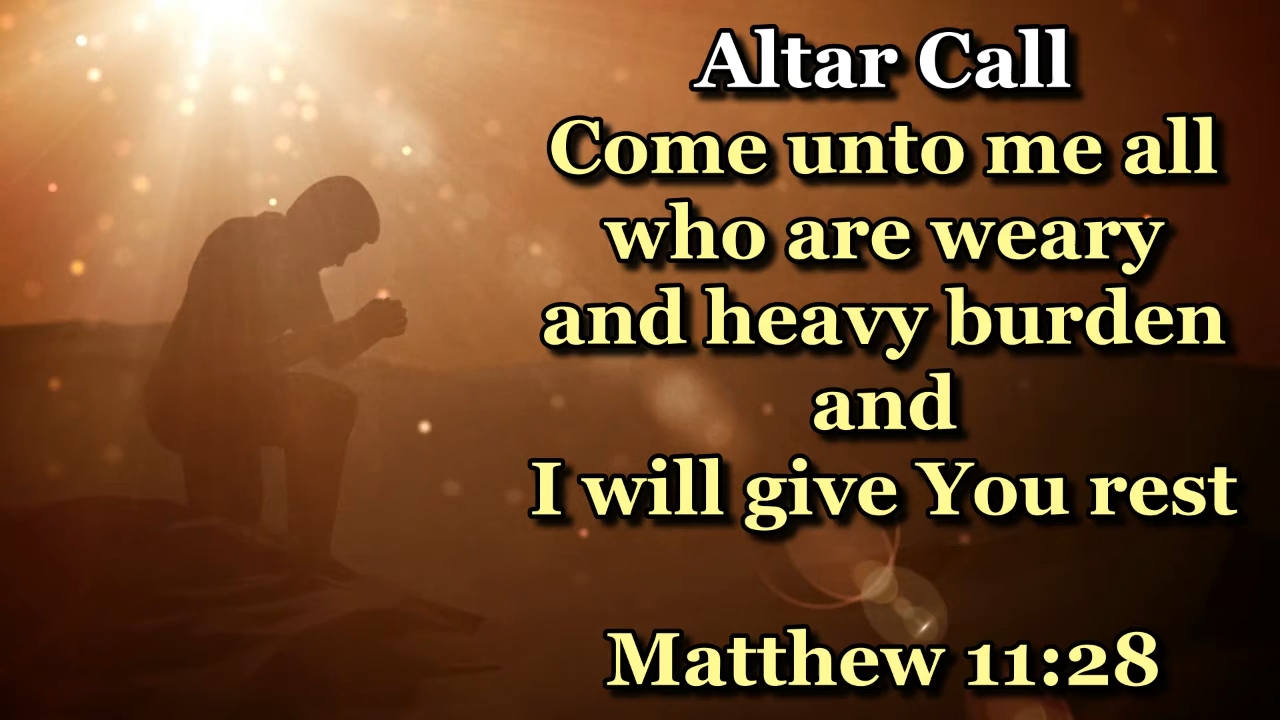 Altar Call
Come unto me all
who are weary
and heavy burden
and
I will give You rest
Matthew 11:28